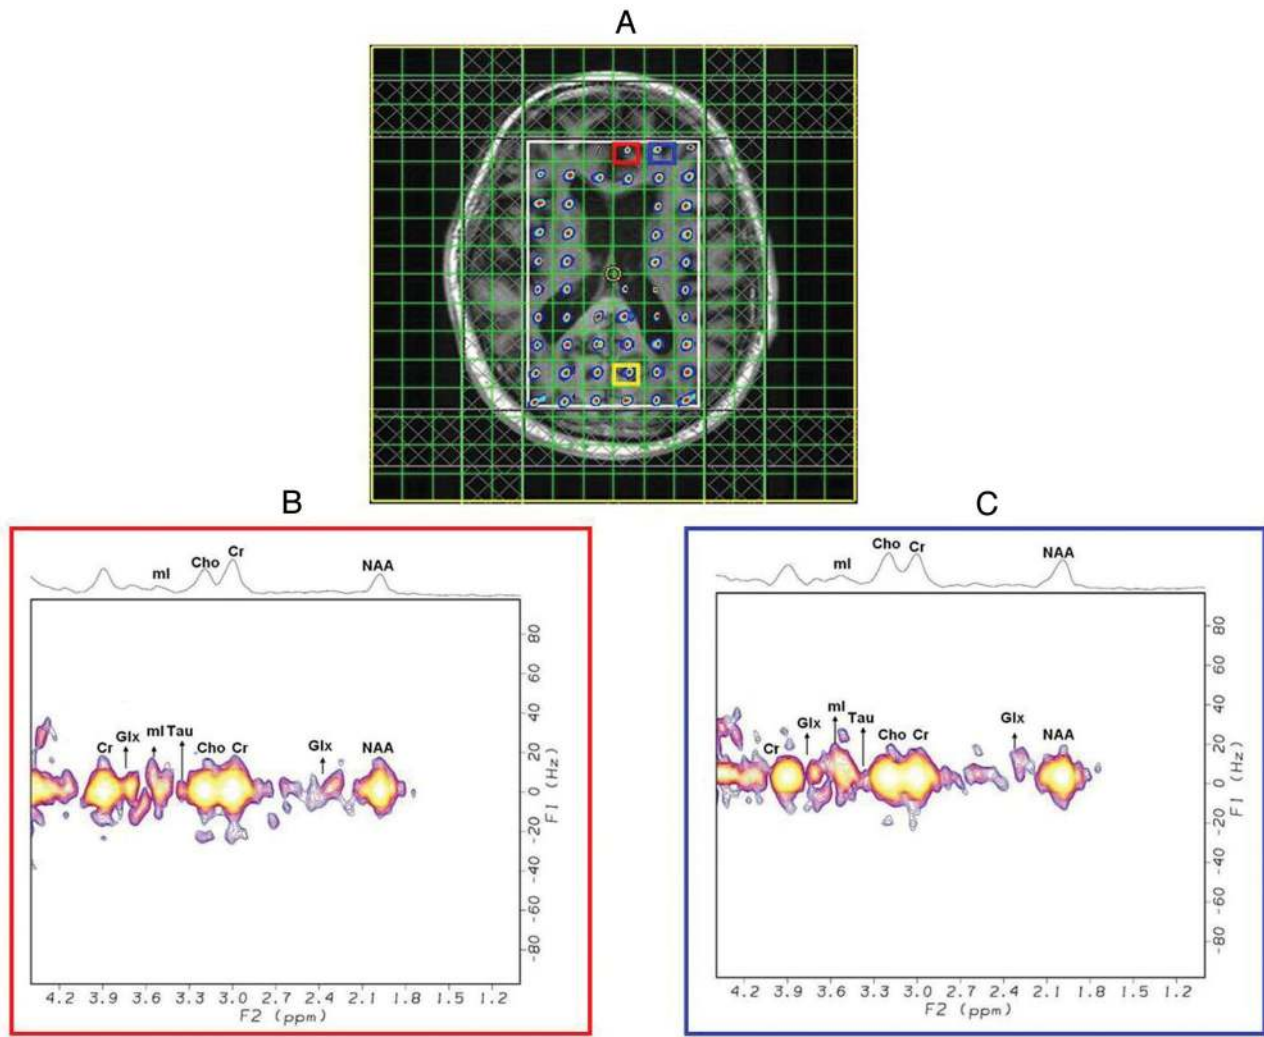 A
B
mI Cho Cr NAA
Cr Glx mI Tau Cho Cr Glx NAA
80
60
40
20
0
-20
-40
-60
-80
F1 (Hz)
4.2 3.9 3.6 3.3 3.0 2.7 2.4 2.1 1.8 1.5 1.2
F2 (ppm)
C
mI Cho Cr NAA
Cr Glx mI Tau Cho Cr Glx NAA
80
60
40
20
0
-20
-40
-60
-80
F1 (Hz)
4.2 3.9 3.6 3.3 3.0 2.7 2.4 2.1 1.8 1.5 1.2
F2 (ppm)